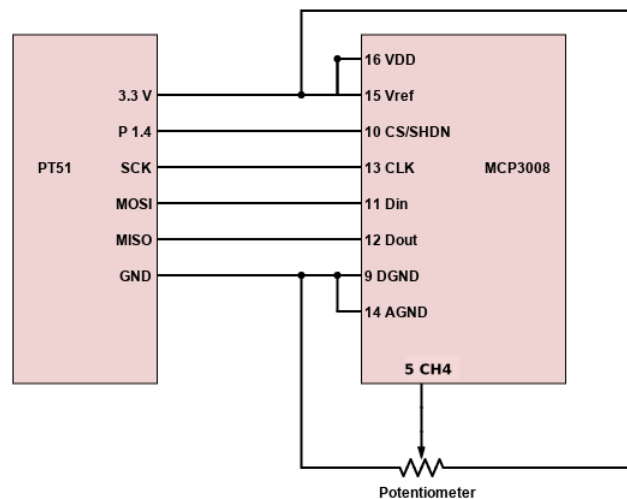 16 VDD
3.3 V
15 Vref
P 1.4
10 CS/SHDN
PT51
SCK
13 CLK
MCP3008
MOSI
11 Din
MISO
12 Dout
GND
9 DGND
14 AGND
5 CH4
Potentiometer